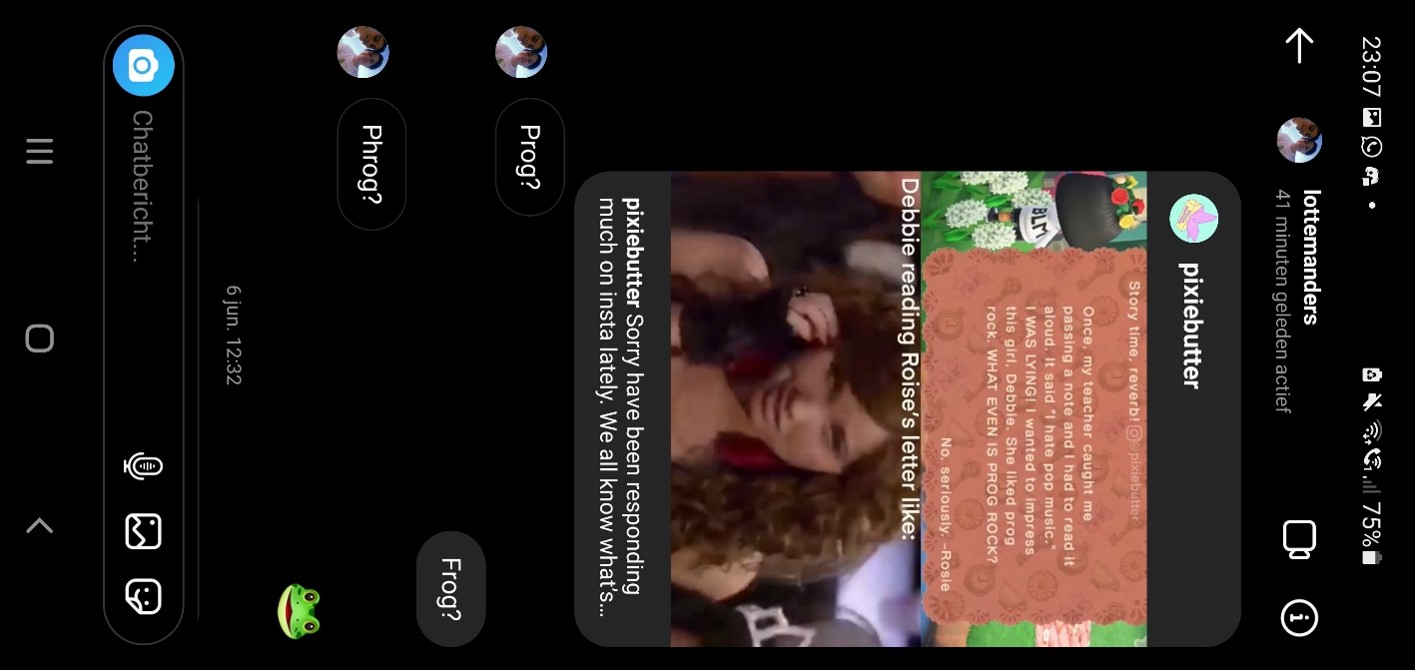 23:07
75%
lottemanders
41 minuten geleden actief
pixiebutter
Story time, reverb! @pixiebutter
Once, my teacher caught me
passing a note and I had to read it
aloud. It said "I hate pop music."
I WAS LYING! I wanted to impress
this girl, Debbie. She liked prog
rock. WHAT EVEN IS PROG ROCK?
No, seriously. -Rosie
BLM
Debbie reading Roise's letter like:
pixiebutter Sorry have been responding
much on insta lately. We all know what's...
Prog?
Frog?
Phrog?
6 jun. 12:32
Chatbericht...